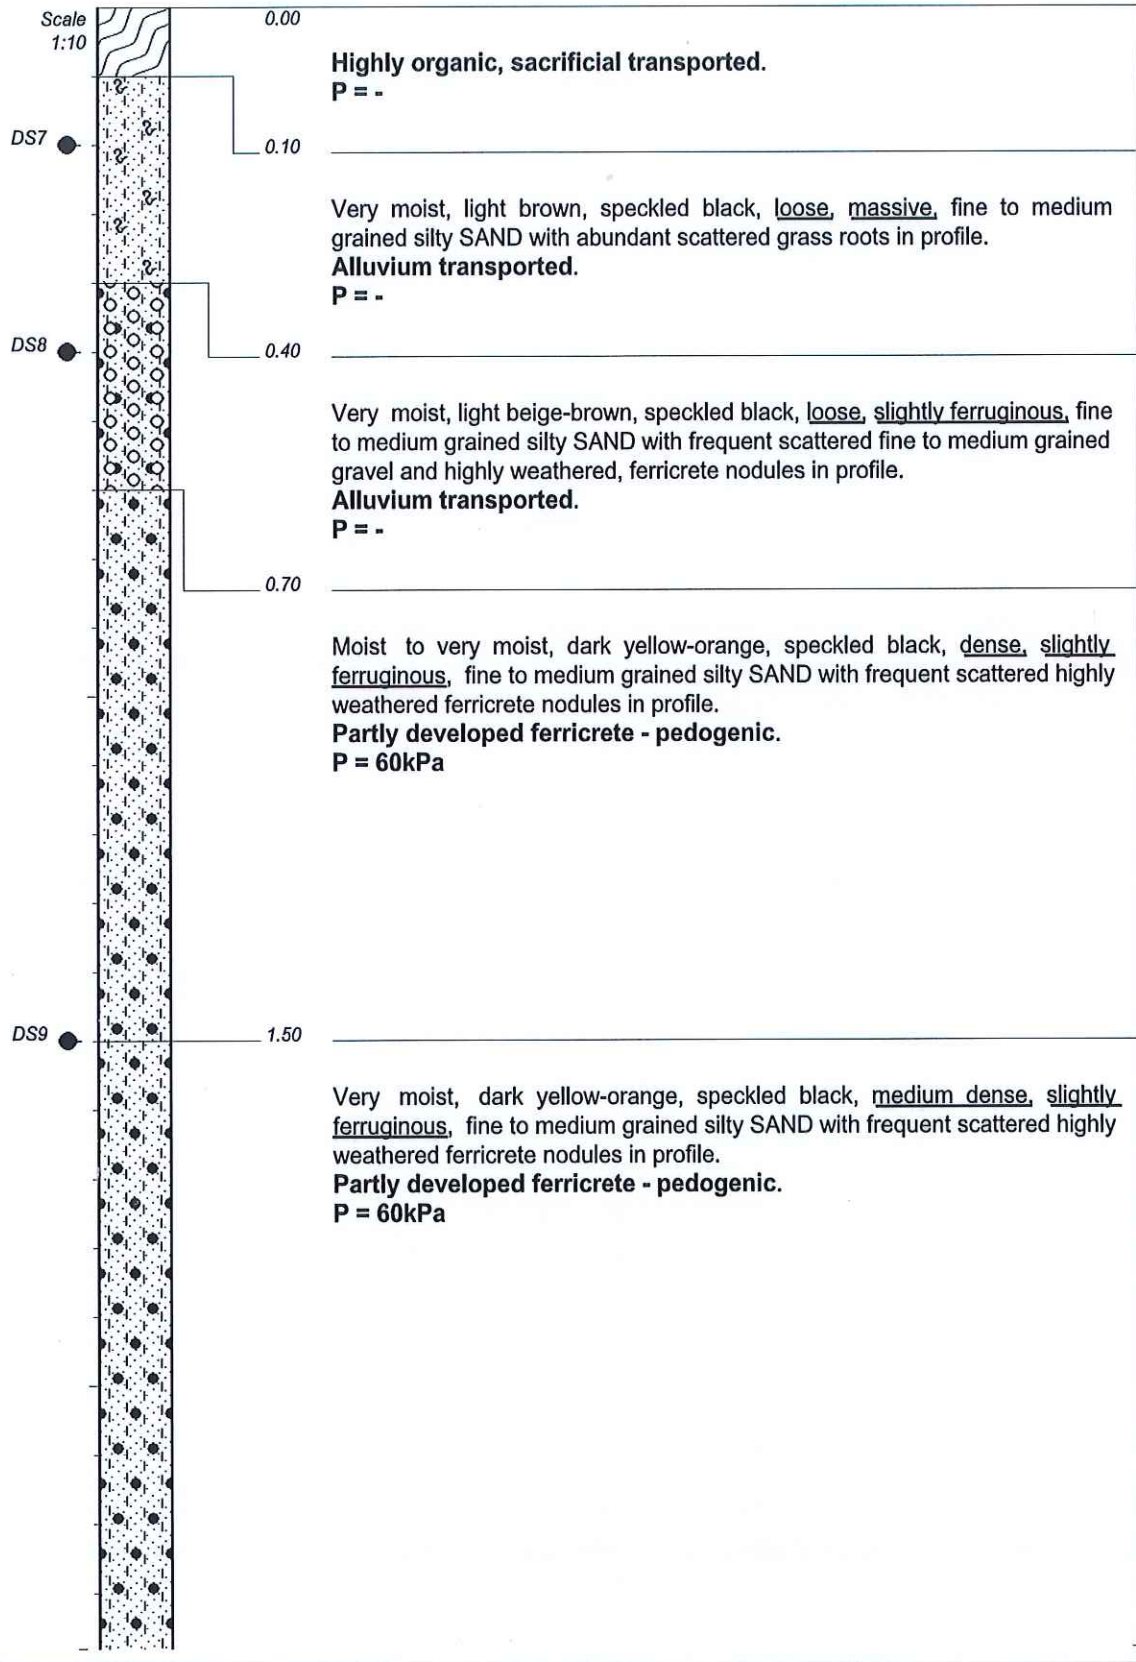 Scale
1:10
0.00
Highly organic, sacrificial transported.
P = -
DS7
0.10
Very moist, light brown, speckled black, loose, massive, fine to medium
grained silty SAND with abundant scattered grass roots in profile.
Alluvium transported.
P = -
DS8
0.40
Very moist, light beige-brown, speckled black, loose, slightly ferruginous, fine
to medium grained silty SAND with frequent scattered fine to medium grained
gravel and highly weathered, ferricrete nodules in profile.
Alluvium transported.
P = -
0.70
Moist to very moist, dark yellow-orange, speckled black, dense, slightly
ferruginous, fine to medium grained silty SAND with frequent scattered highly
weathered ferricrete nodules in profile.
Partly developed ferricrete - pedogenic.
P = 60kPa
DS9
1.50
Very moist, dark yellow-orange, speckled black, medium dense, slightly
ferruginous, fine to medium grained silty SAND with frequent scattered highly
weathered ferricrete nodules in profile.
Partly developed ferricrete - pedogenic.
P = 60kPa